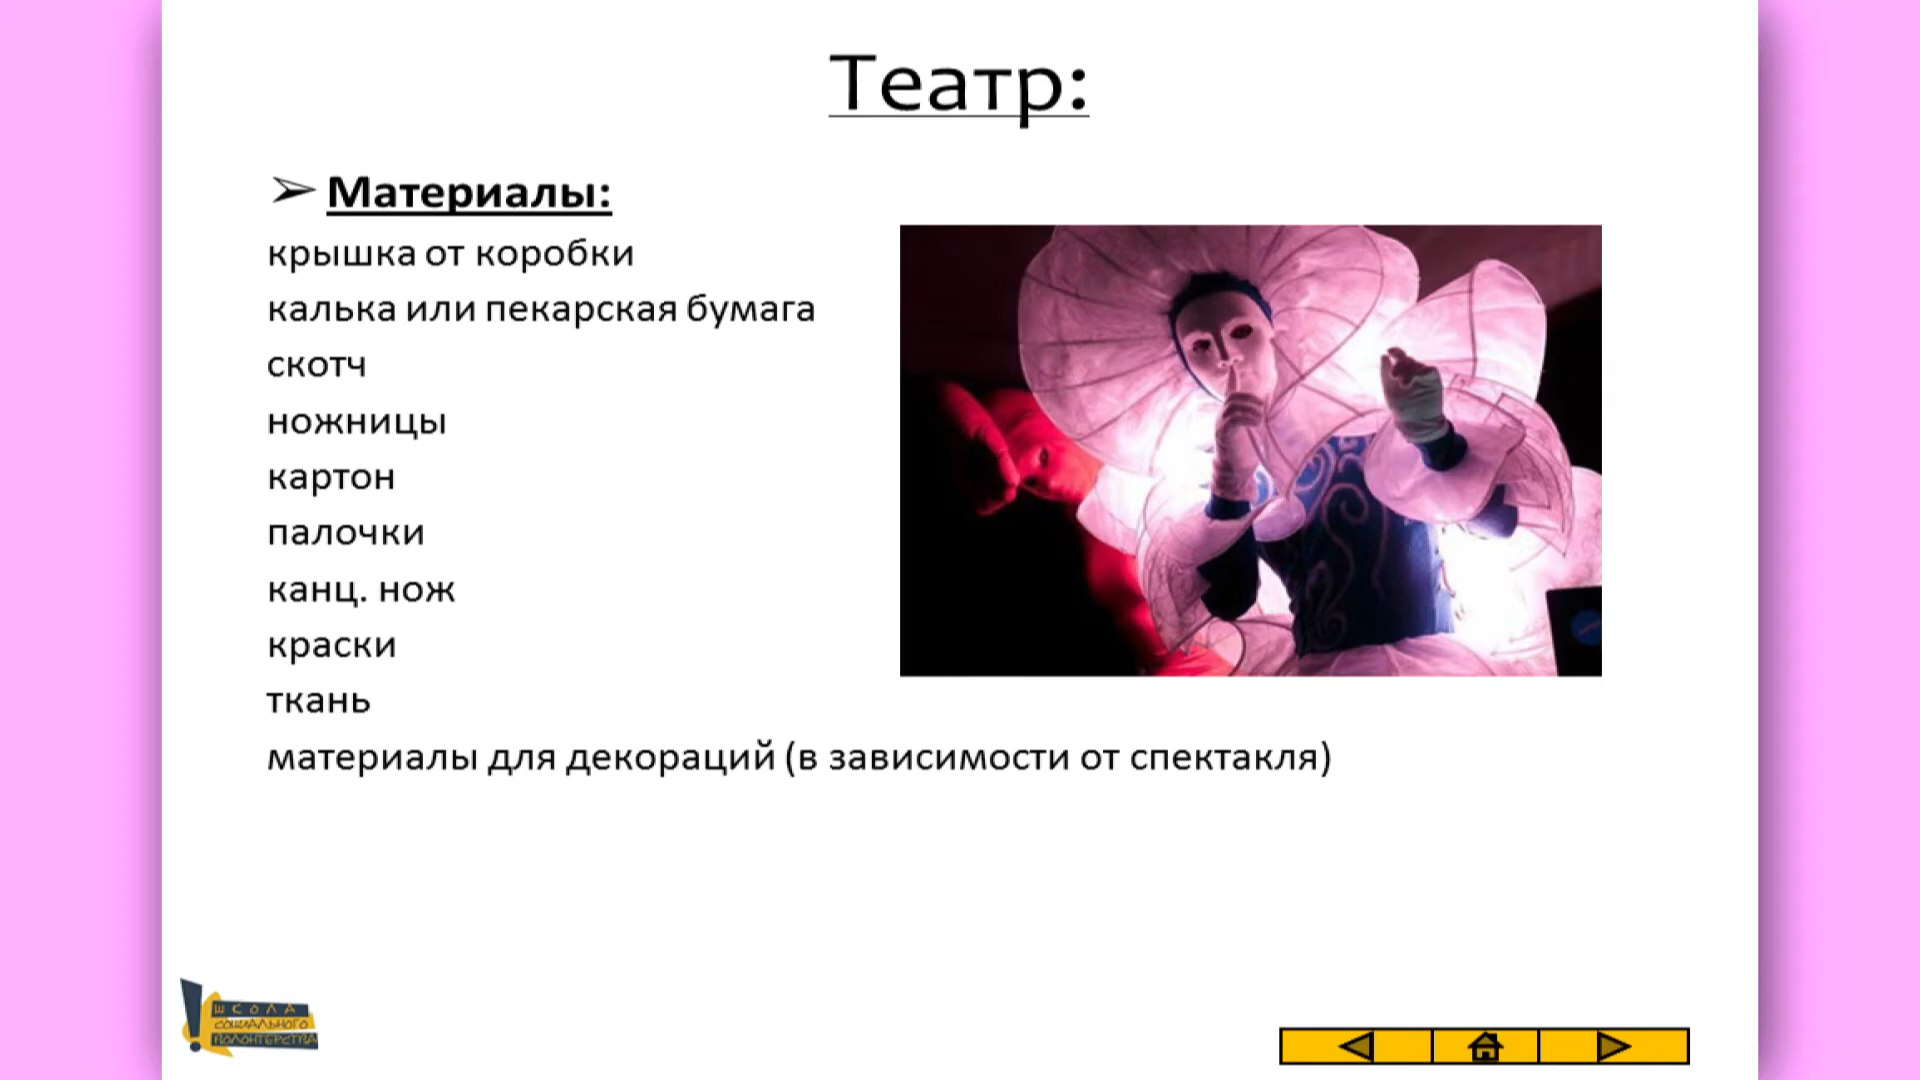 Театр:
➢ Материалы:
крышка от коробки
калька или пекарская бумага
скотч
ножницы
картон
палочки
канц. нож
краски
ткань
материалы для декораций (в зависимости от спектакля)
ШКОЛА
СОЦИАЛЬНОГО
ВОЛОНТЕРСТВА